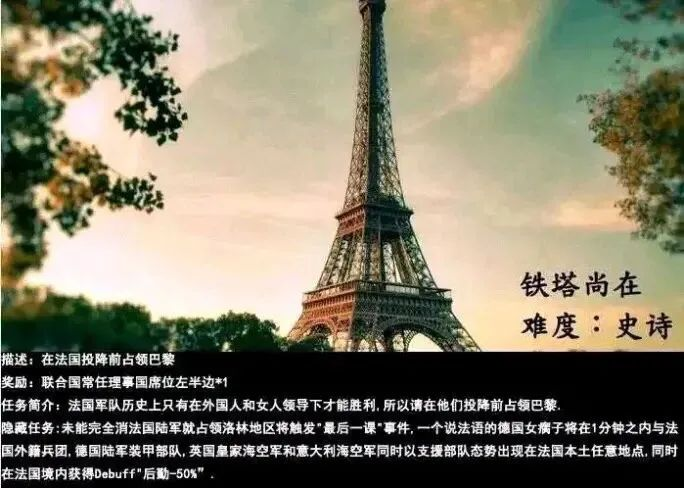 铁塔尚在
难度：史诗
描述: 在法国投降前占领巴黎
奖励: 联合国常任理事国席位左半边*1
任务简介: 法国军队历史上只有在外国人和女人领导下才能胜利,所以请在他们投降前占领巴黎.
隐藏任务:未能完全消法国陆军就占领洛林地区将触发"最后一课"事件,一个说法语的德国女疯子将在1分钟之内与法
国外籍兵团,德国陆军装甲部队,英国皇家海空军和意大利海空军同时以支援部队态势出现在法国本土任意地点,同时
在法国境内获得Debuff"后勤-50%”.